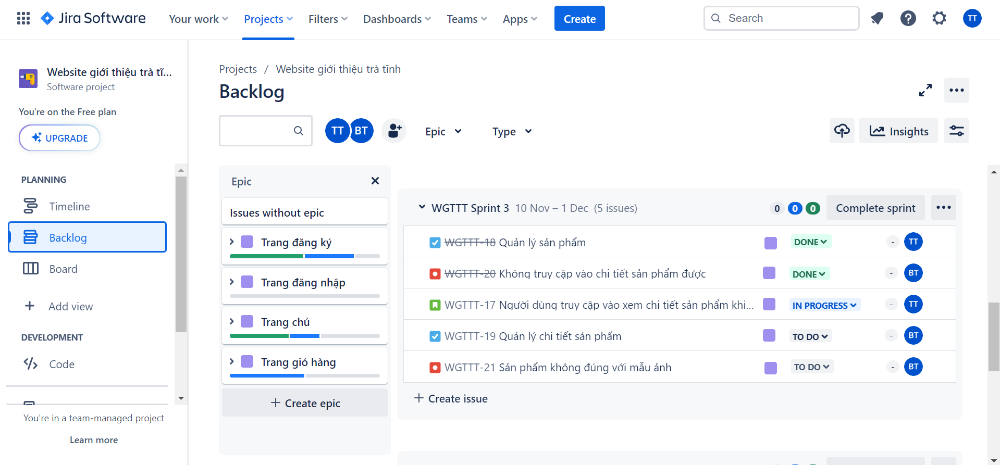 Jira Software
Your work
Projects
Filters
Dashboards
Teams
Apps
Create
Search
TT
Website giới thiệu trà tĩ...
Software project
You're on the Free plan
UPGRADE
PLANNING
Timeline
Backlog
Board
Add view
DEVELOPMENT
Code
You're in a team-managed project
Learn more
Projects / Website giới thiệu trà tĩnh
Backlog
TT BT
Epic
Type
Insights
Epic
Issues without epic
Trang đăng ký
Trang đăng nhập
Trang chủ
Trang giỏ hàng
Create epic
WGTTT Sprint 3 10 Nov – 1 Dec (5 issues)
0 0 0 Complete sprint
WGTTT-18 Quản lý sản phẩm DONE - TT
WGTTT-20 Không truy cập vào chi tiết sản phẩm được DONE - BT
WGTTT-17 Người dùng truy cập vào xem chi tiết sản phẩm khi... IN PROGRESS - TT
WGTTT-19 Quản lý chi tiết sản phẩm TO DO - BT
WGTTT-21 Sản phẩm không đúng với mẫu ảnh TO DO - BT
Create issue